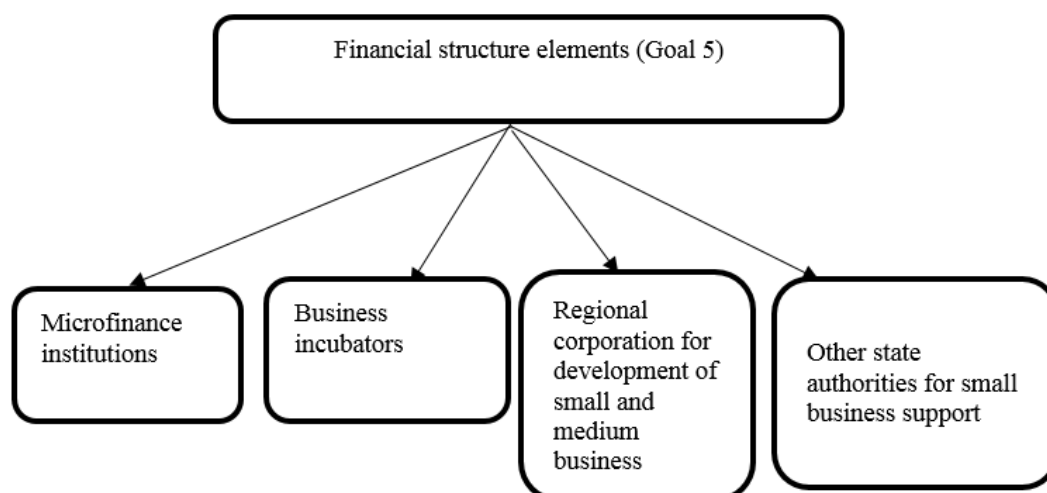 Financial structure elements (Goal 5)
Microfinance
institutions
Business
incubators
Regional
corporation for
development of
small and
medium
business
Other state
authorities for small
business support